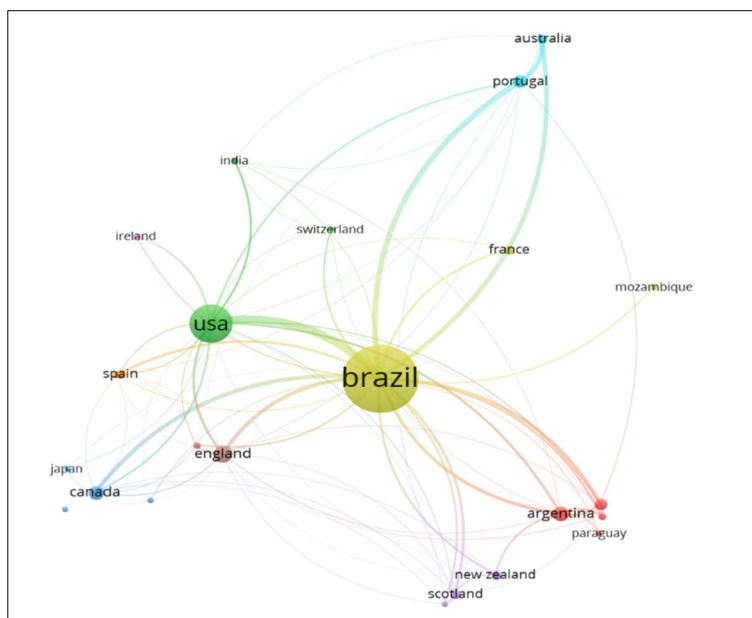 australia
portugal
india
switzerland
ireland
france
mozambique
usa
brazil
spain
england
japan
canada
argentina
paraguay
new zealand
scotland